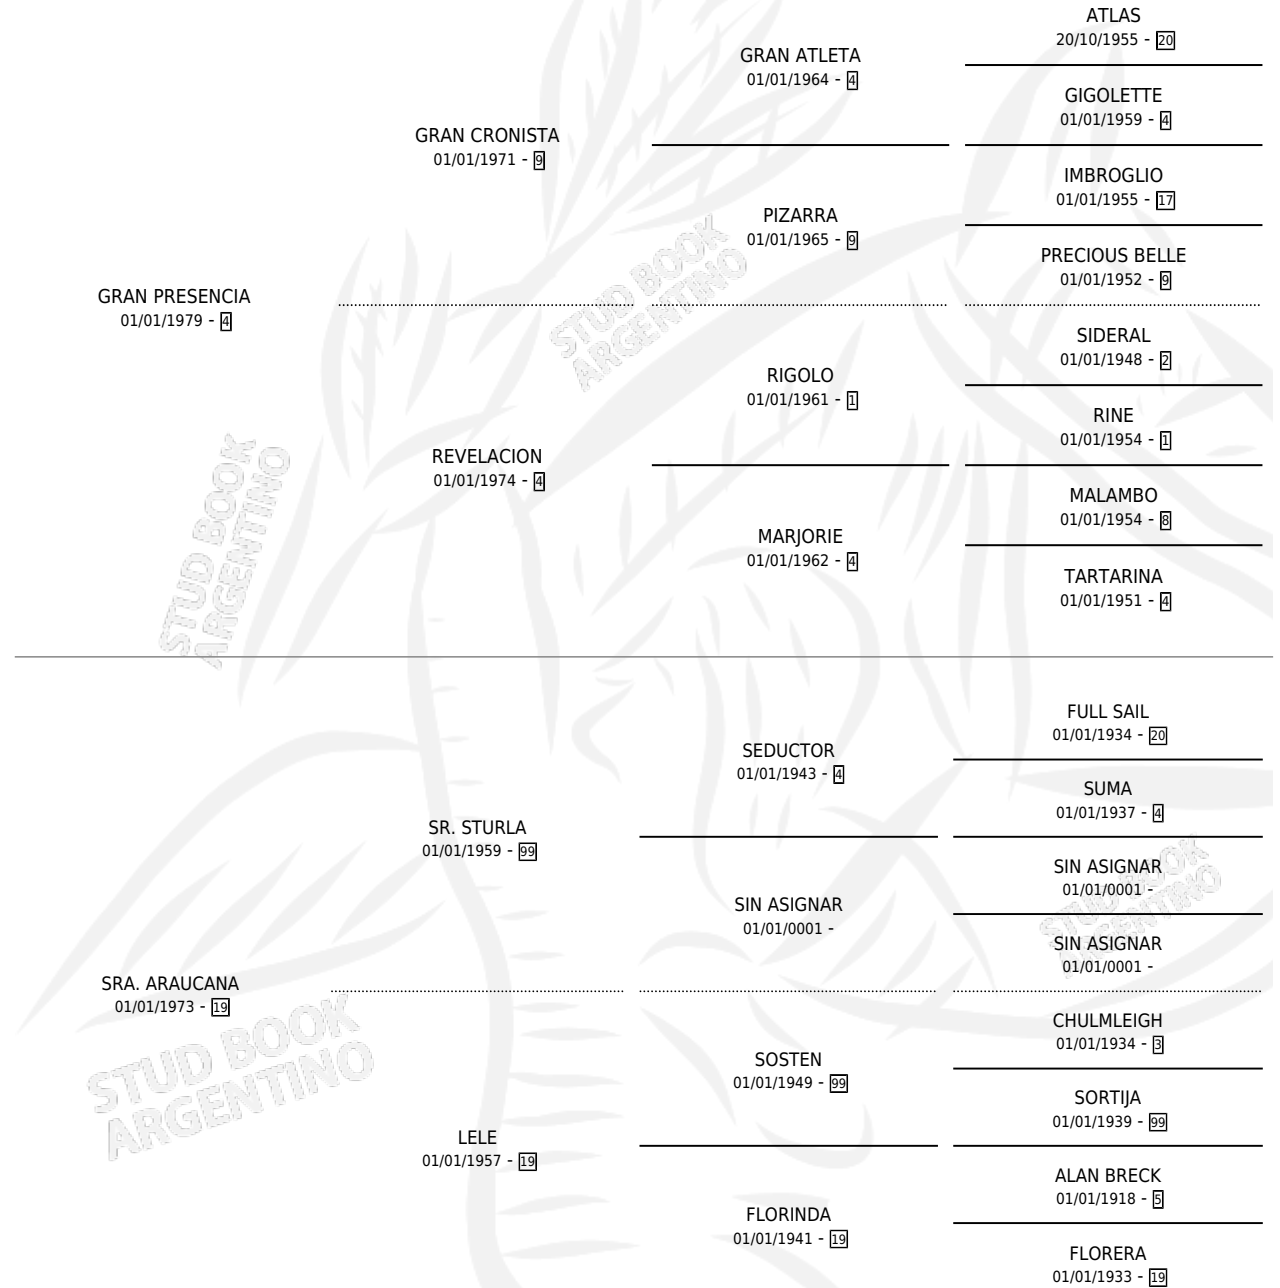 ATLAS
20/10/1955 - 20
GRAN ATLETA
01/01/1964 - 4
GIGOLETTE
01/01/1959 - 4
GRAN CRONISTA
01/01/1971 - 9
IMBROGLIO
01/01/1955 - 17
PIZARRA
01/01/1965 - 9
PRECIOUS BELLE
01/01/1952 - 9
GRAN PRESENCIA
01/01/1979 - 4
SIDERAL
01/01/1948 - 2
RIGOLO
01/01/1961 - 1
RINE
01/01/1954 - 1
REVELACION
01/01/1974 - 4
MALAMBO
01/01/1954 - 8
MARJORIE
01/01/1962 - 4
TARTARINA
01/01/1951 - 4
STUD BOOK
ARGENTINO
STUD BOOK
ARGENTINO
FULL SAIL
01/01/1934 - 20
SEDUCTOR
01/01/1943 - 4
SUMA
01/01/1937 - 4
SR. STURLA
01/01/1959 - 99
SIN ASIGNAR
01/01/0001 -
SIN ASIGNAR
01/01/0001 -
SIN ASIGNAR
01/01/0001 -
STUD BOOK
ARGENTINO
SRA. ARAUCANA
01/01/1973 - 19
CHULMLEIGH
01/01/1934 - 3
SOSTEN
01/01/1949 - 99
SORTIJA
01/01/1939 - 99
LELE
01/01/1957 - 19
ALAN BRECK
01/01/1918 - 5
FLORINDA
01/01/1941 - 19
FLORERA
01/01/1933 - 19
STUD BOOK
ARGENTINO